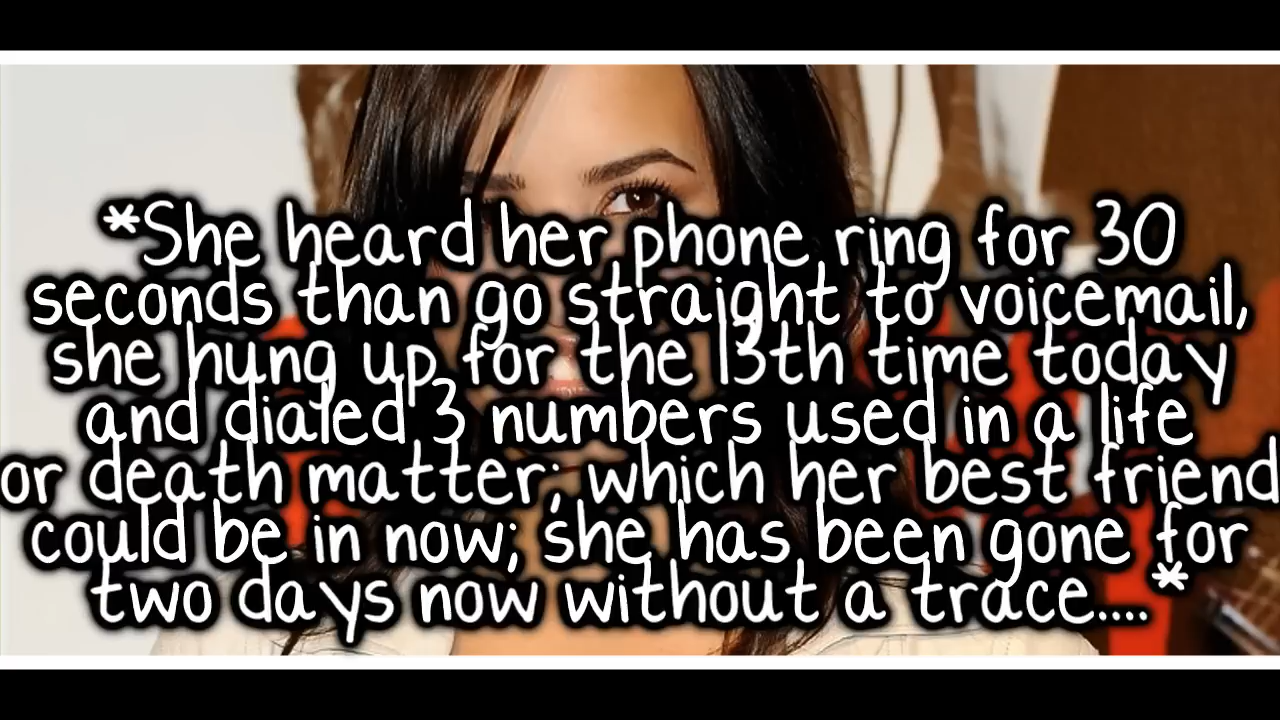 *She heard her phone ring for 30
seconds than go straight to voicemail,
she hung up for the 13th time today
and dialed 3 numbers used in a life
or death matter; which her best friend
could be in now; she has been gone for
two days now without a trace....*